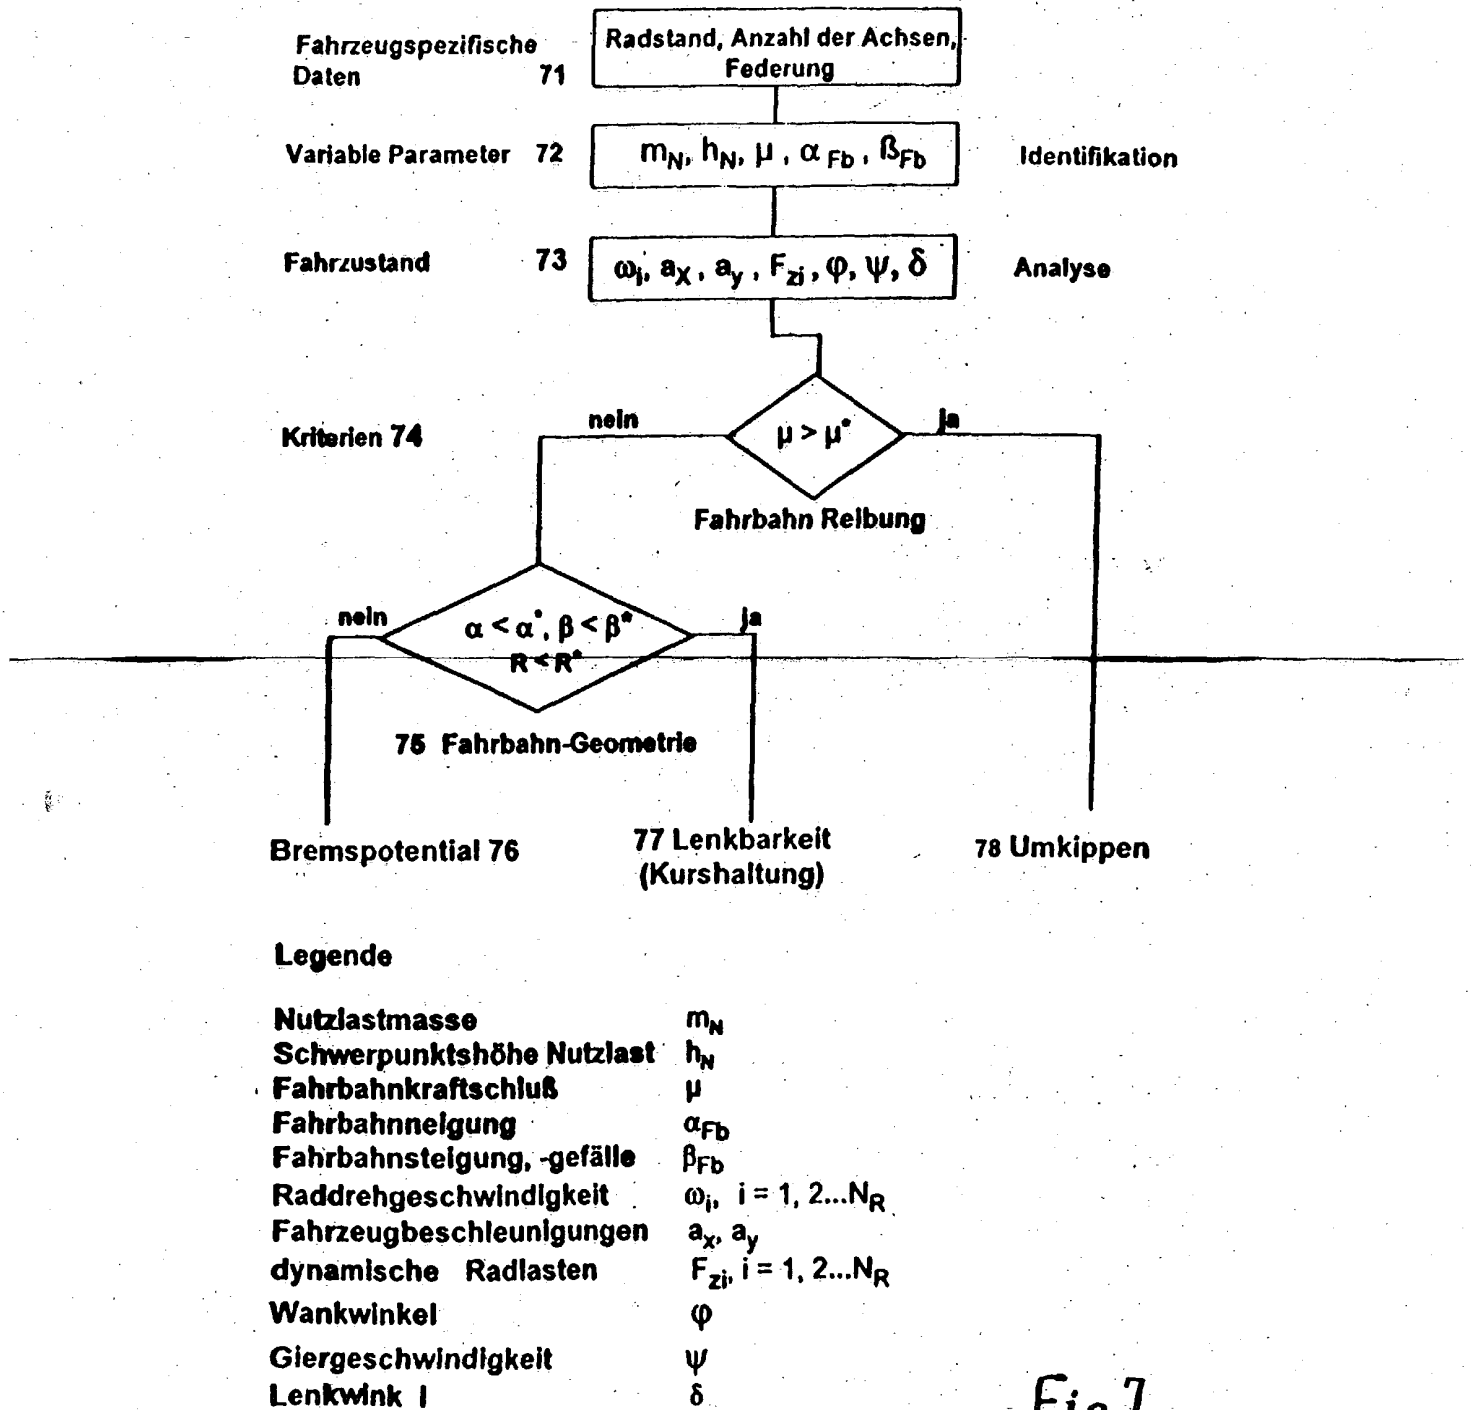 Fahrzeugspezifische
Daten 71
Radstand, Anzahl der Achsen,
Federung
Variable Parameter 72
m_N, h_N, μ, α_Fb, β_Fb
Identifikation
Fahrzustand 73
ω_i, a_x, a_y, F_zi, φ, ψ, δ
Analyse
Kriterien 74
nein
μ > μ*
ja
Fahrbahn Reibung
nein
α < α*, β < β*
R < R*
ja
75 Fahrbahn-Geometrie
Bremspotential 76
77 Lenkbarkeit
(Kurshaltung)
78 Umkippen
Legende
Nutzlastmasse m_N
Schwerpunktshöhe Nutzlast h_N
Fahrbahnkraftschluß μ
Fahrbahnneigung α_Fb
Fahrbahnsteigung, -gefälle β_Fb
Raddrehgeschwindigkeit ω_i, i = 1, 2...N_R
Fahrzeugbeschleunigungen a_x, a_y
dynamische Radlasten F_zi, i = 1, 2...N_R
Wankwinkel φ
Giergeschwindigkeit ψ
Lenkwink l δ
Fig 7